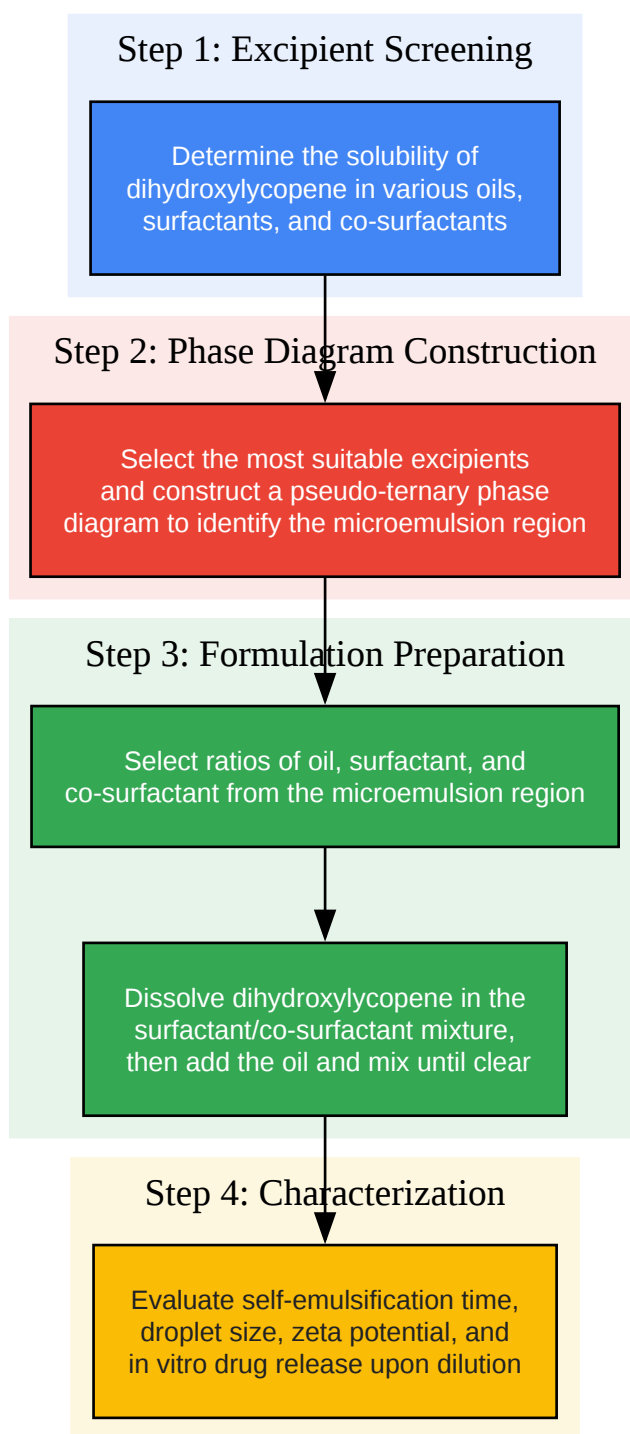 Step 1: Excipient Screening
Determine the solubility of
dihydroxylycopene in various oils,
surfactants, and co-surfactants
Step 2: Phase Diagram Construction
Select the most suitable excipients
and construct a pseudo-ternary phase
diagram to identify the microemulsion region
Step 3: Formulation Preparation
Select ratios of oil, surfactant, and
co-surfactant from the microemulsion region
Dissolve dihydroxylycopene in the
surfactant/co-surfactant mixture,
then add the oil and mix until clear
Step 4: Characterization
Evaluate self-emulsification time,
droplet size, zeta potential, and
in vitro drug release upon dilution